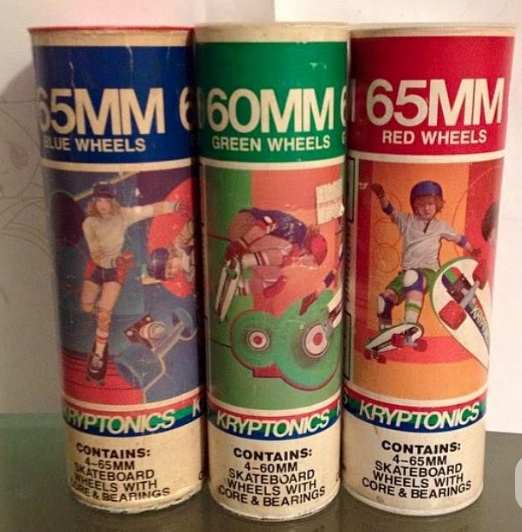 65MM
BLUE WHEELS
KRYPTONICS
CONTAINS:
4-65MM
SKATEBOARD
WHEELS WITH
CORE & BEARINGS
60MM
GREEN WHEELS
KRYPTONICS
CONTAINS:
4-60MM
SKATEBOARD
WHEELS WITH
CORE & BEARINGS
65MM
RED WHEELS
KRYPTONICS
CONTAINS:
4-65MM
SKATEBOARD
WHEELS WITH
CORE & BEARINGS